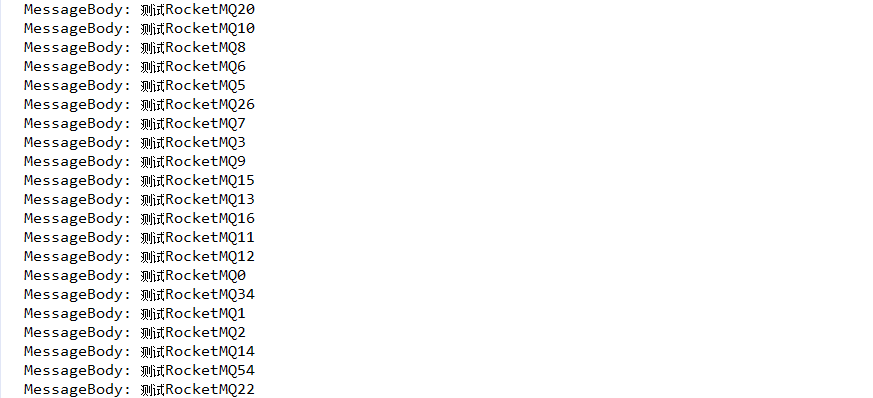 MessageBody: 测试RocketMQ20
MessageBody: 测试RocketMQ10
MessageBody: 测试RocketMQ8
MessageBody: 测试RocketMQ6
MessageBody: 测试RocketMQ5
MessageBody: 测试RocketMQ26
MessageBody: 测试RocketMQ7
MessageBody: 测试RocketMQ3
MessageBody: 测试RocketMQ9
MessageBody: 测试RocketMQ15
MessageBody: 测试RocketMQ13
MessageBody: 测试RocketMQ16
MessageBody: 测试RocketMQ11
MessageBody: 测试RocketMQ12
MessageBody: 测试RocketMQ0
MessageBody: 测试RocketMQ34
MessageBody: 测试RocketMQ1
MessageBody: 测试RocketMQ2
MessageBody: 测试RocketMQ14
MessageBody: 测试RocketMQ54
MessageBody: 测试RocketMQ22